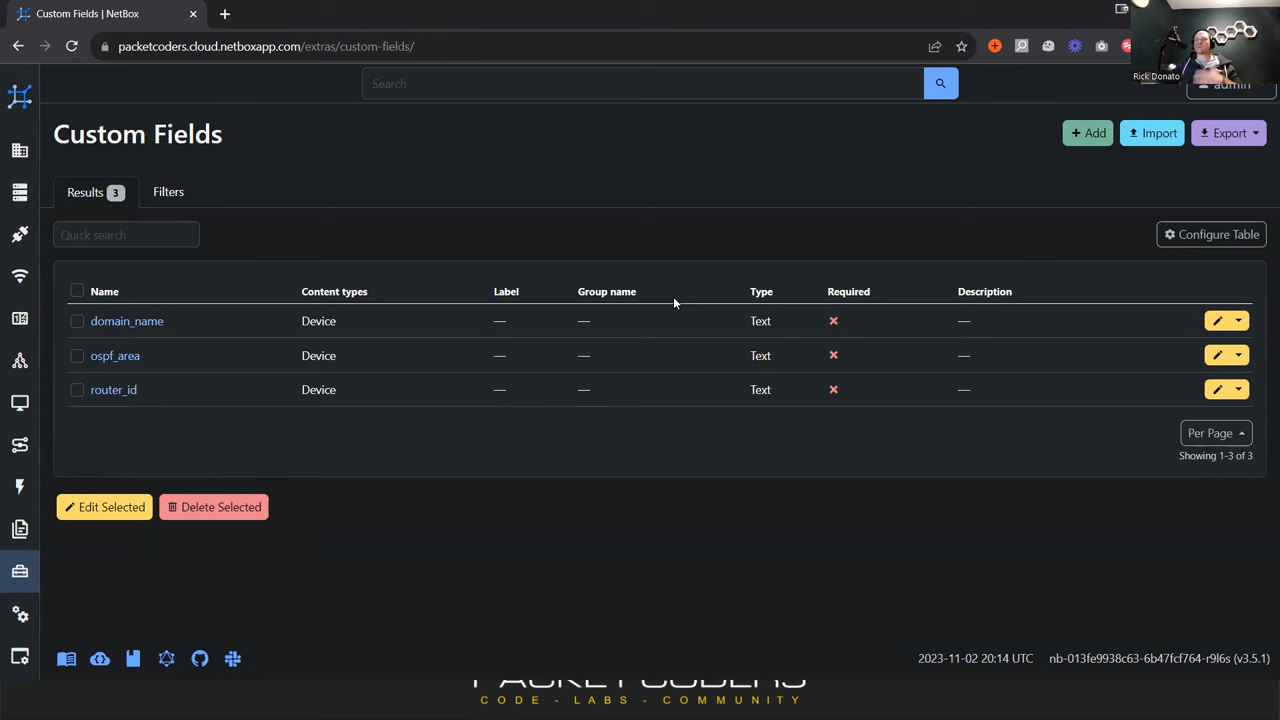 Custom Fields | NetBox
packetcoders.cloud.netboxapp.com/extras/custom-fields/
Rick Donato
Search
admin
Custom Fields
Add
Import
Export
Results 3
Filters
Quick search
Configure Table
Name Content types Label Group name Type Required Description
domain_name Device — — Text —
ospf_area Device — — Text —
router_id Device — — Text —
Per Page
Showing 1-3 of 3
Edit Selected
Delete Selected
2023-11-02 20:14 UTC nb-013fe9938c63-6b47fcf764-r9l6s (v3.5.1)
PACKETCODERS
CODE - LABS - COMMUNITY